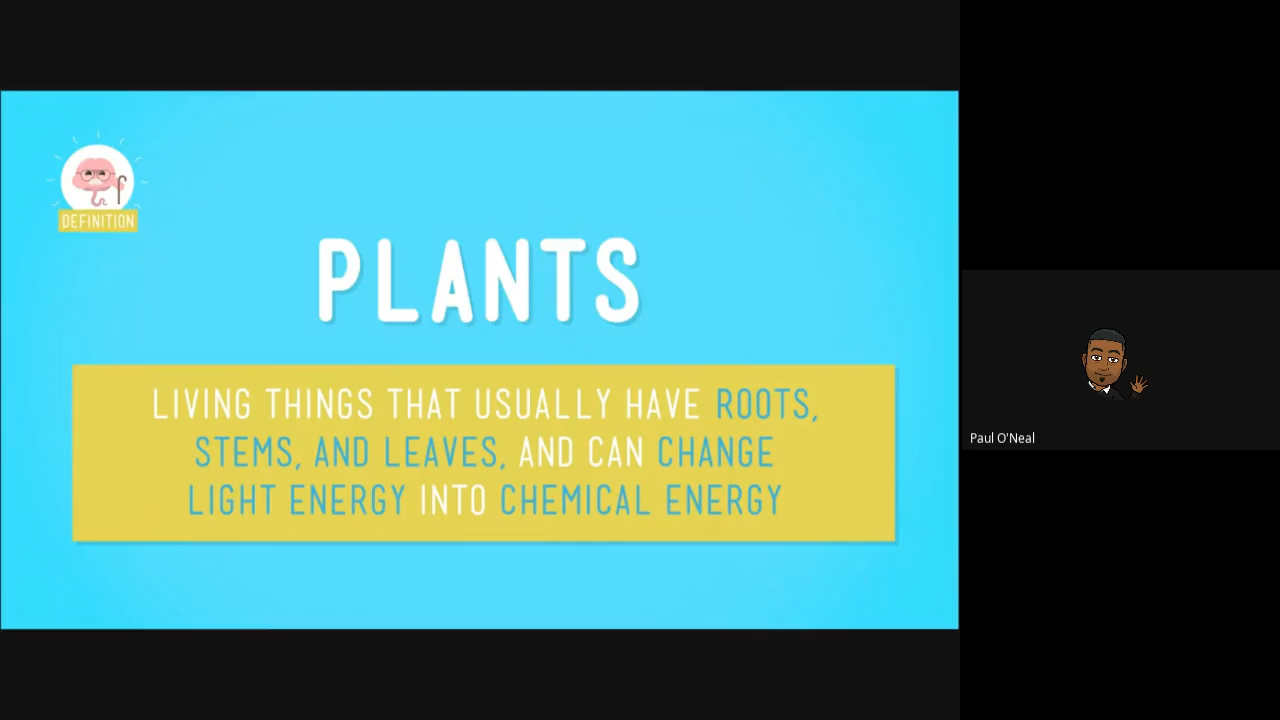 DEFINITION
PLANTS
LIVING THINGS THAT USUALLY HAVE ROOTS,
STEMS, AND LEAVES, AND CAN CHANGE
LIGHT ENERGY INTO CHEMICAL ENERGY
Paul O'Neal